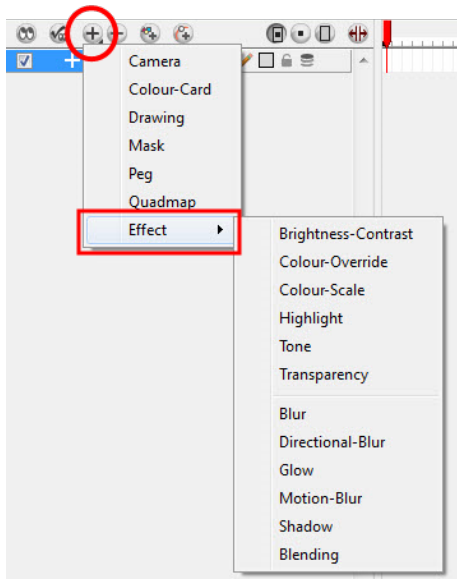 Camera
Colour-Card
Drawing
Mask
Peg
Quadmap
Effect
Brightness-Contrast
Colour-Override
Colour-Scale
Highlight
Tone
Transparency
Blur
Directional-Blur
Glow
Motion-Blur
Shadow
Blending